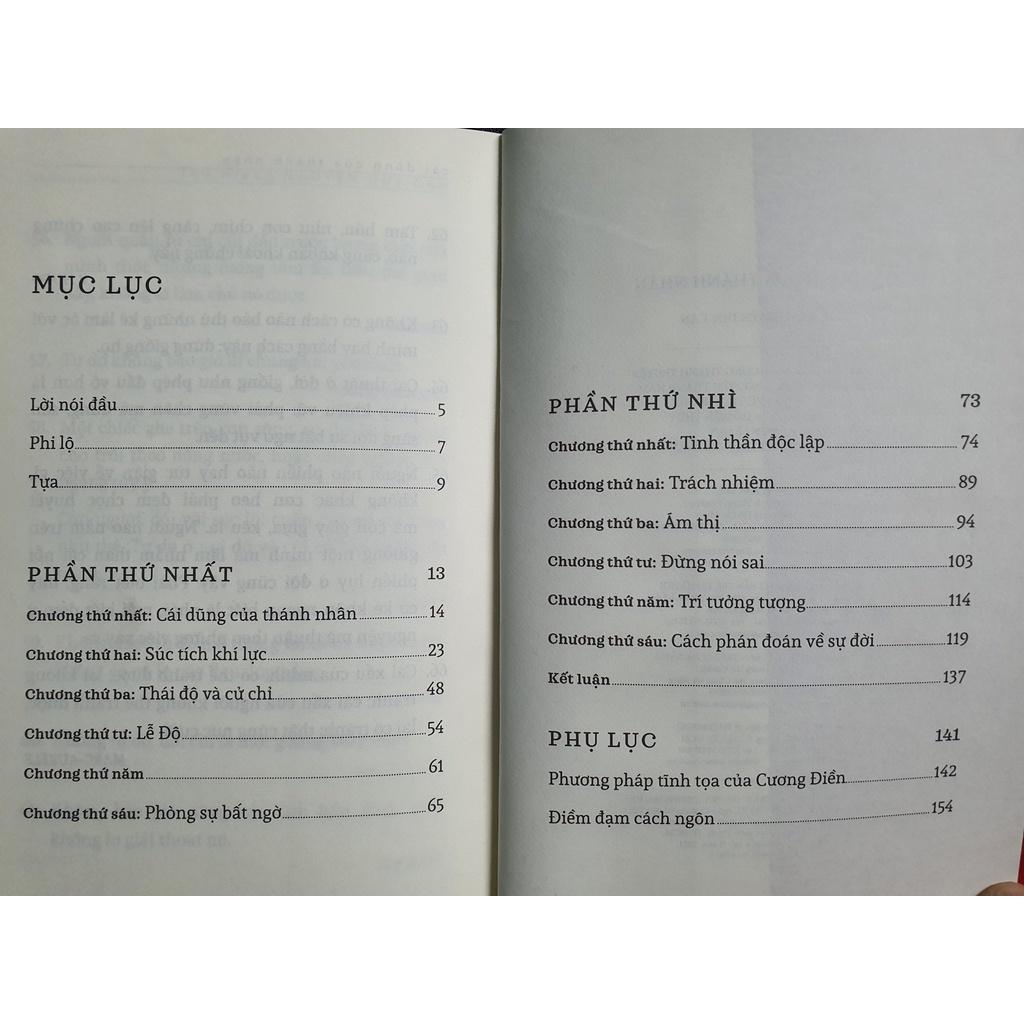 MỤC LỤC
Lời nói đầu 5
Phi lộ 7
Tựa 9
PHẦN THỨ NHẤT 13
Chương thứ nhất: Cái dũng của thánh nhân 14
Chương thứ hai: Súc tích khí lực 23
Chương thứ ba: Thái độ và cử chỉ 48
Chương thứ tư: Lễ Độ 54
Chương thứ năm 61
Chương thứ sáu: Phòng sự bất ngờ 65
PHẦN THỨ NHÌ 73
Chương thứ nhất: Tinh thần độc lập 74
Chương thứ hai: Trách nhiệm 89
Chương thứ ba: Ám thị 94
Chương thứ tư: Đừng nói sai 103
Chương thứ năm: Trí tưởng tượng 114
Chương thứ sáu: Cách phán đoán về sự đời 119
Kết luận 137
PHỤ LỤC 141
Phương pháp tĩnh tọa của Cương Điền 142
Điềm đạm cách ngôn 154